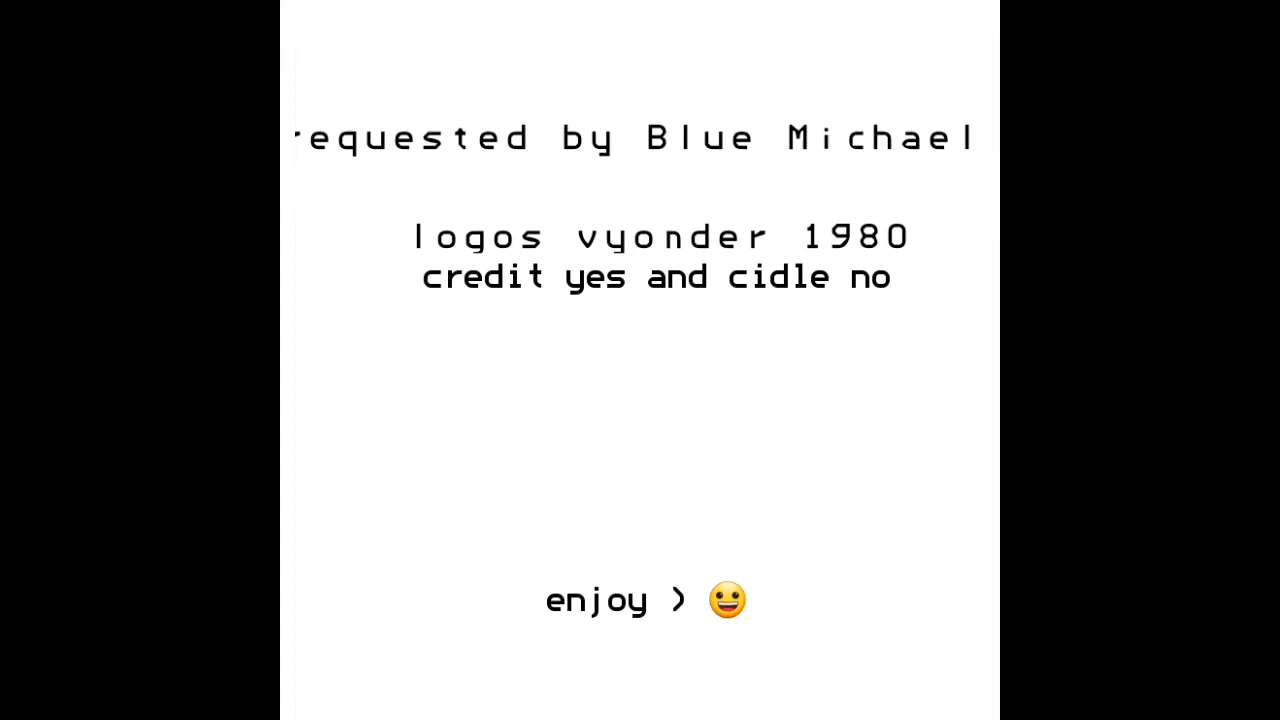 requested by Blue Michael
logos vyonder 1980
credit yes and cidle no
enjoy ) 😀